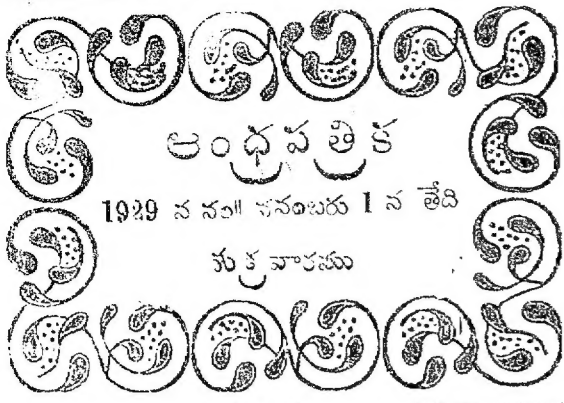 ఆంధ్రపత్రిక
1929 న సం॥ నవంబరు 1 న తేది
శుక్రవారము